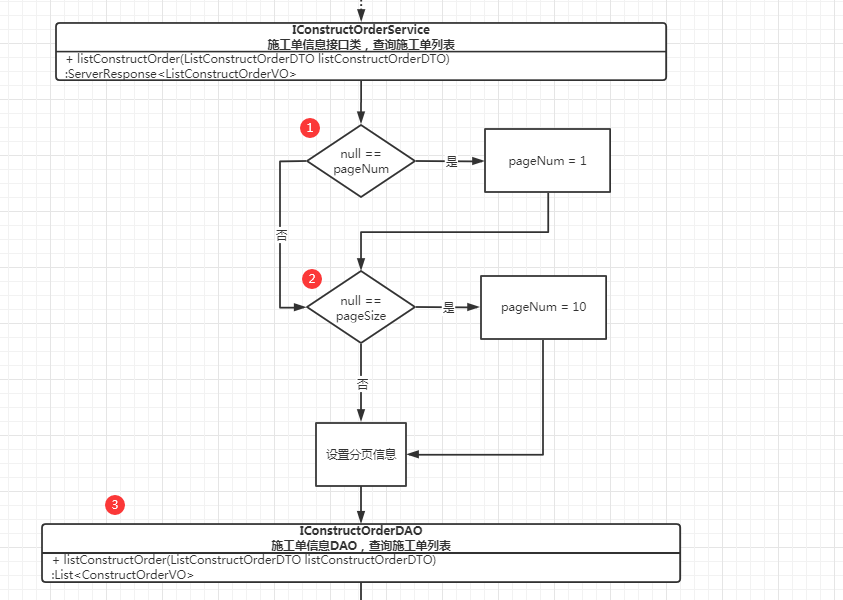 IConstructOrderService
施工单信息接口类，查询施工单列表
+ listConstructOrder(ListConstructOrderDTO listConstructOrderDTO)
:ServerResponse<ListConstructOrderVO>
1
null ==
pageNum
是
pageNum = 1
否
2
null ==
pageSize
是
pageNum = 10
否
设置分页信息
3
IConstructOrderDAO
施工单信息DAO，查询施工单列表
+ listConstructOrder(ListConstructOrderDTO listConstructOrderDTO)
:List<ConstructOrderVO>